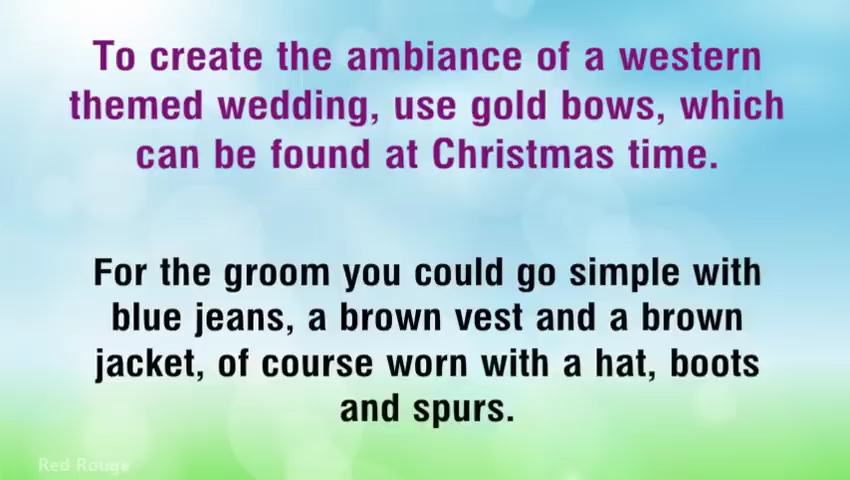 To create the ambiance of a western
themed wedding, use gold bows, which
can be found at Christmas time.
For the groom you could go simple with
blue jeans, a brown vest and a brown
jacket, of course worn with a hat, boots
and spurs.
Red Rouge